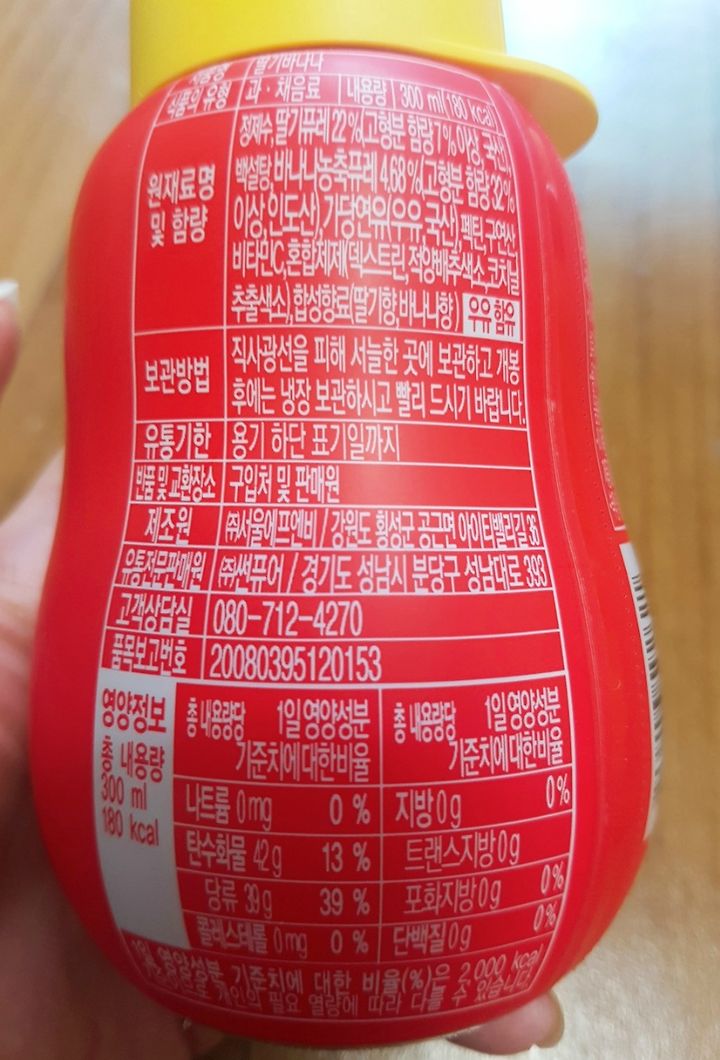 제품명 딸기바나나
식품의 유형 과·채음료 내용량 300 ml(180 kcal)
원재료명 및 함량
정제수,딸기퓨레 22%(고형분 함량 7% 이상, 국산),
백설탕,바나나농축퓨레 4.68%(고형분 함량 32%
이상,인도산),가당연유(우유:국산),펙틴,구연산,
비타민C,혼합제제(덱스트린,적양배추색소,코치닐
추출색소),합성향료(딸기향,바나나향) 우유 함유
보관방법
직사광선을 피해 서늘한 곳에 보관하고 개봉
후에는 냉장 보관하시고 빨리 드시기 바랍니다.
유통기한 용기 하단 표기일까지
반품 및 교환장소 구입처 및 판매원
제조원 ㈜서울에프엔비 / 강원도 횡성군 공근면 아이티밸리길 36
유통전문판매원 ㈜썬퓨어 / 경기도 성남시 분당구 성남대로 393
고객상담실 080-712-4270
품목보고번호 20080395120153
영양정보
총 내용량
300 ml
180 kcal
총 내용량당 1일 영양성분
기준치에 대한 비율
총 내용량당 1일 영양성분
기준치에 대한 비율
나트륨 0 mg 0 % 지방 0 g 0 %
탄수화물 42 g 13 % 트랜스지방 0 g
당류 39 g 39 % 포화지방 0 g 0 %
콜레스테롤 0 mg 0 % 단백질 0 g 0 %
1일 영양성분 기준치에 대한 비율(%)은 2,000 kcal
기준이므로 개인의 필요 열량에 따라 다를 수 있습니다.